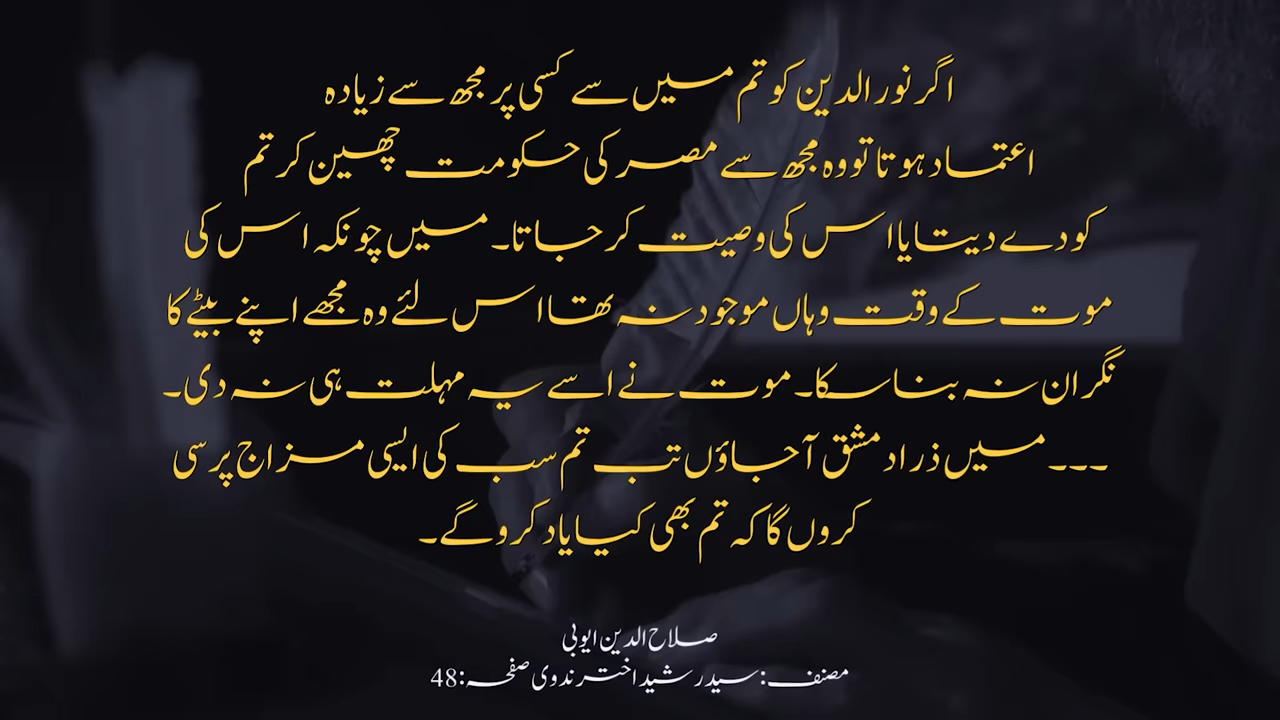 اگر نور الدین کو تم میں سے کسی پر مجھ سے زیادہ
اعتماد ہوتا تو وہ مجھ سے مصر کی حکومت چھین کر تم
کو دے دیتا یا اس کی وصیت کر جاتا۔ میں چونکہ اس کی
موت کے وقت وہاں موجود نہ تھا اس لئے وہ مجھے اپنے بیٹے کا
نگران نہ بنا سکا۔ موت نے اسے یہ مہلت ہی نہ دی۔
۔۔۔ میں ذرا دمشق آجاؤں تب تم سب کی ایسی مزاج پرسی
کروں گا کہ تم بھی کیا یاد کرو گے۔
صلاح الدین ایوبی
مصنف: سید رشید اختر ندوی صفحہ: 48